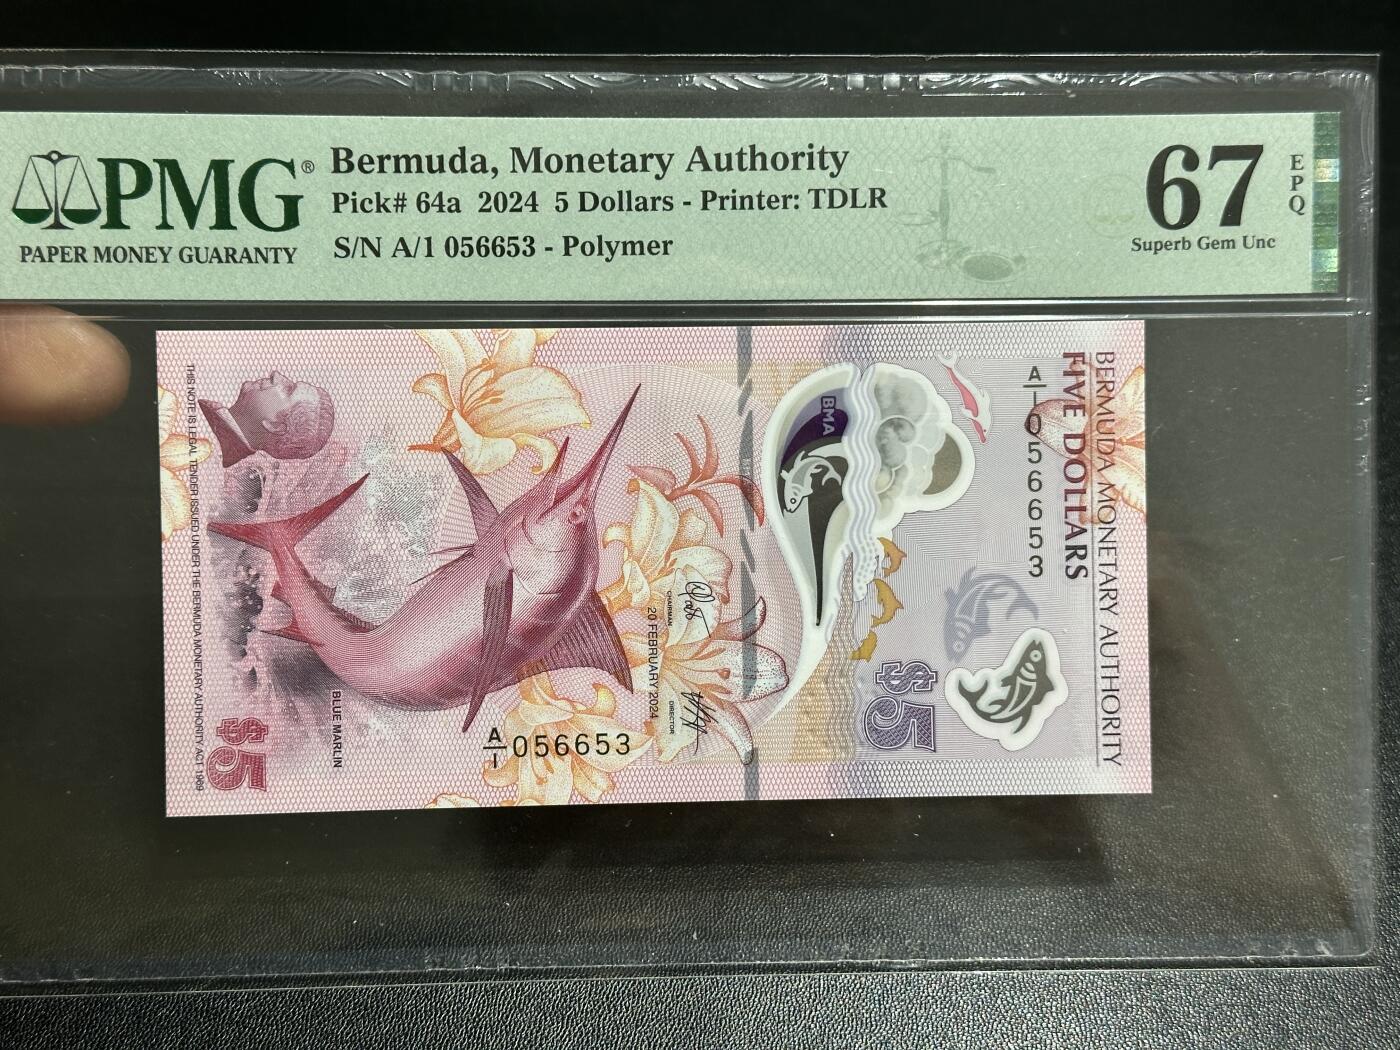 PMG®
PAPER MONEY GUARANTY
Bermuda, Monetary Authority
Pick# 64a 2024 5 Dollars - Printer: TDLR
S/N A/1 056653 - Polymer
67
EPQ
Superb Gem Unc
BERMUDA MONETARY AUTHORITY
FIVE DOLLARS
A/1 056653
BMA
$5
CHAIRMAN
20 FEBRUARY 2024
DIRECTOR
A/1 056653
BLUE MARLIN
$5
THIS NOTE IS LEGAL TENDER ISSUED UNDER THE BERMUDA MONETARY AUTHORITY ACT 1969